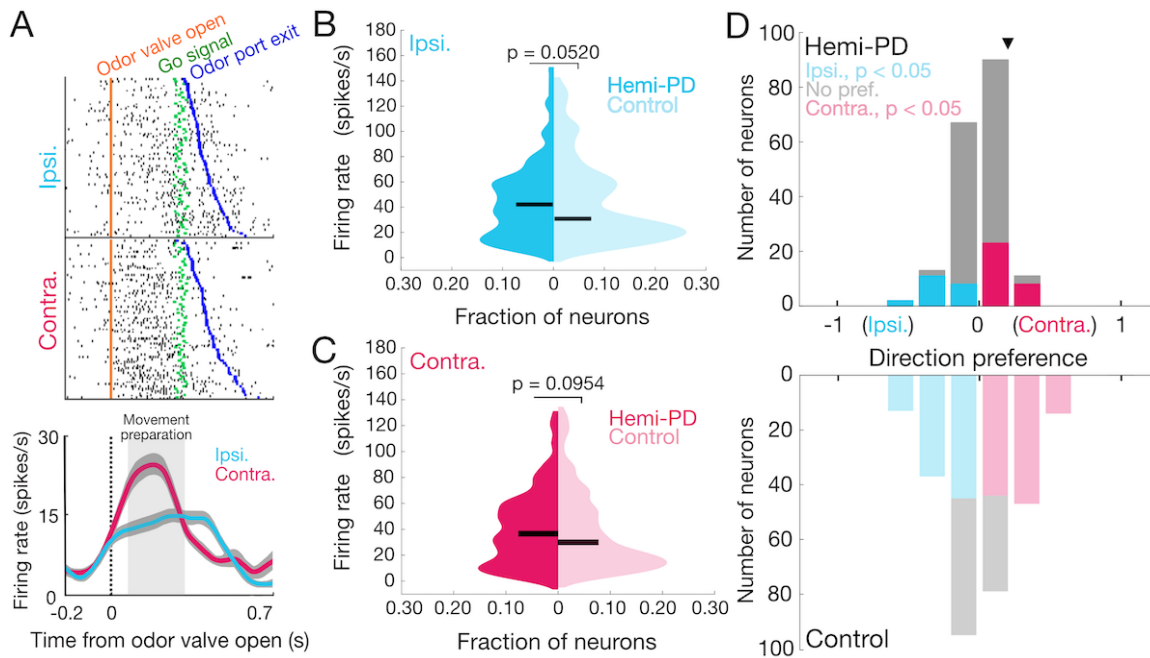 A
Odor valve open
Go signal
Odor port exit
Ipsi.
Contra.
Movement
preparation
Ipsi.
Contra.
Firing rate (spikes/s)
30
15
0
-0.2
0
0.7
Time from odor valve open (s)
B
Ipsi.
p = 0.0520
Hemi-PD
Control
Firing rate (spikes/s)
180
160
140
120
100
80
60
40
20
0
0.30
0.20
0.10
0
0.10
0.20
0.30
Fraction of neurons
C
Contra.
p = 0.0954
Hemi-PD
Control
Firing rate (spikes/s)
180
160
140
120
100
80
60
40
20
0
0.30
0.20
0.10
0
0.10
0.20
0.30
Fraction of neurons
D
Hemi-PD
Ipsi., p < 0.05
No pref.
Contra., p < 0.05
Number of neurons
100
80
60
40
20
0
-1 (Ipsi.) 0 (Contra.) 1
Direction preference
0
20
40
60
80
100
Number of neurons
Control